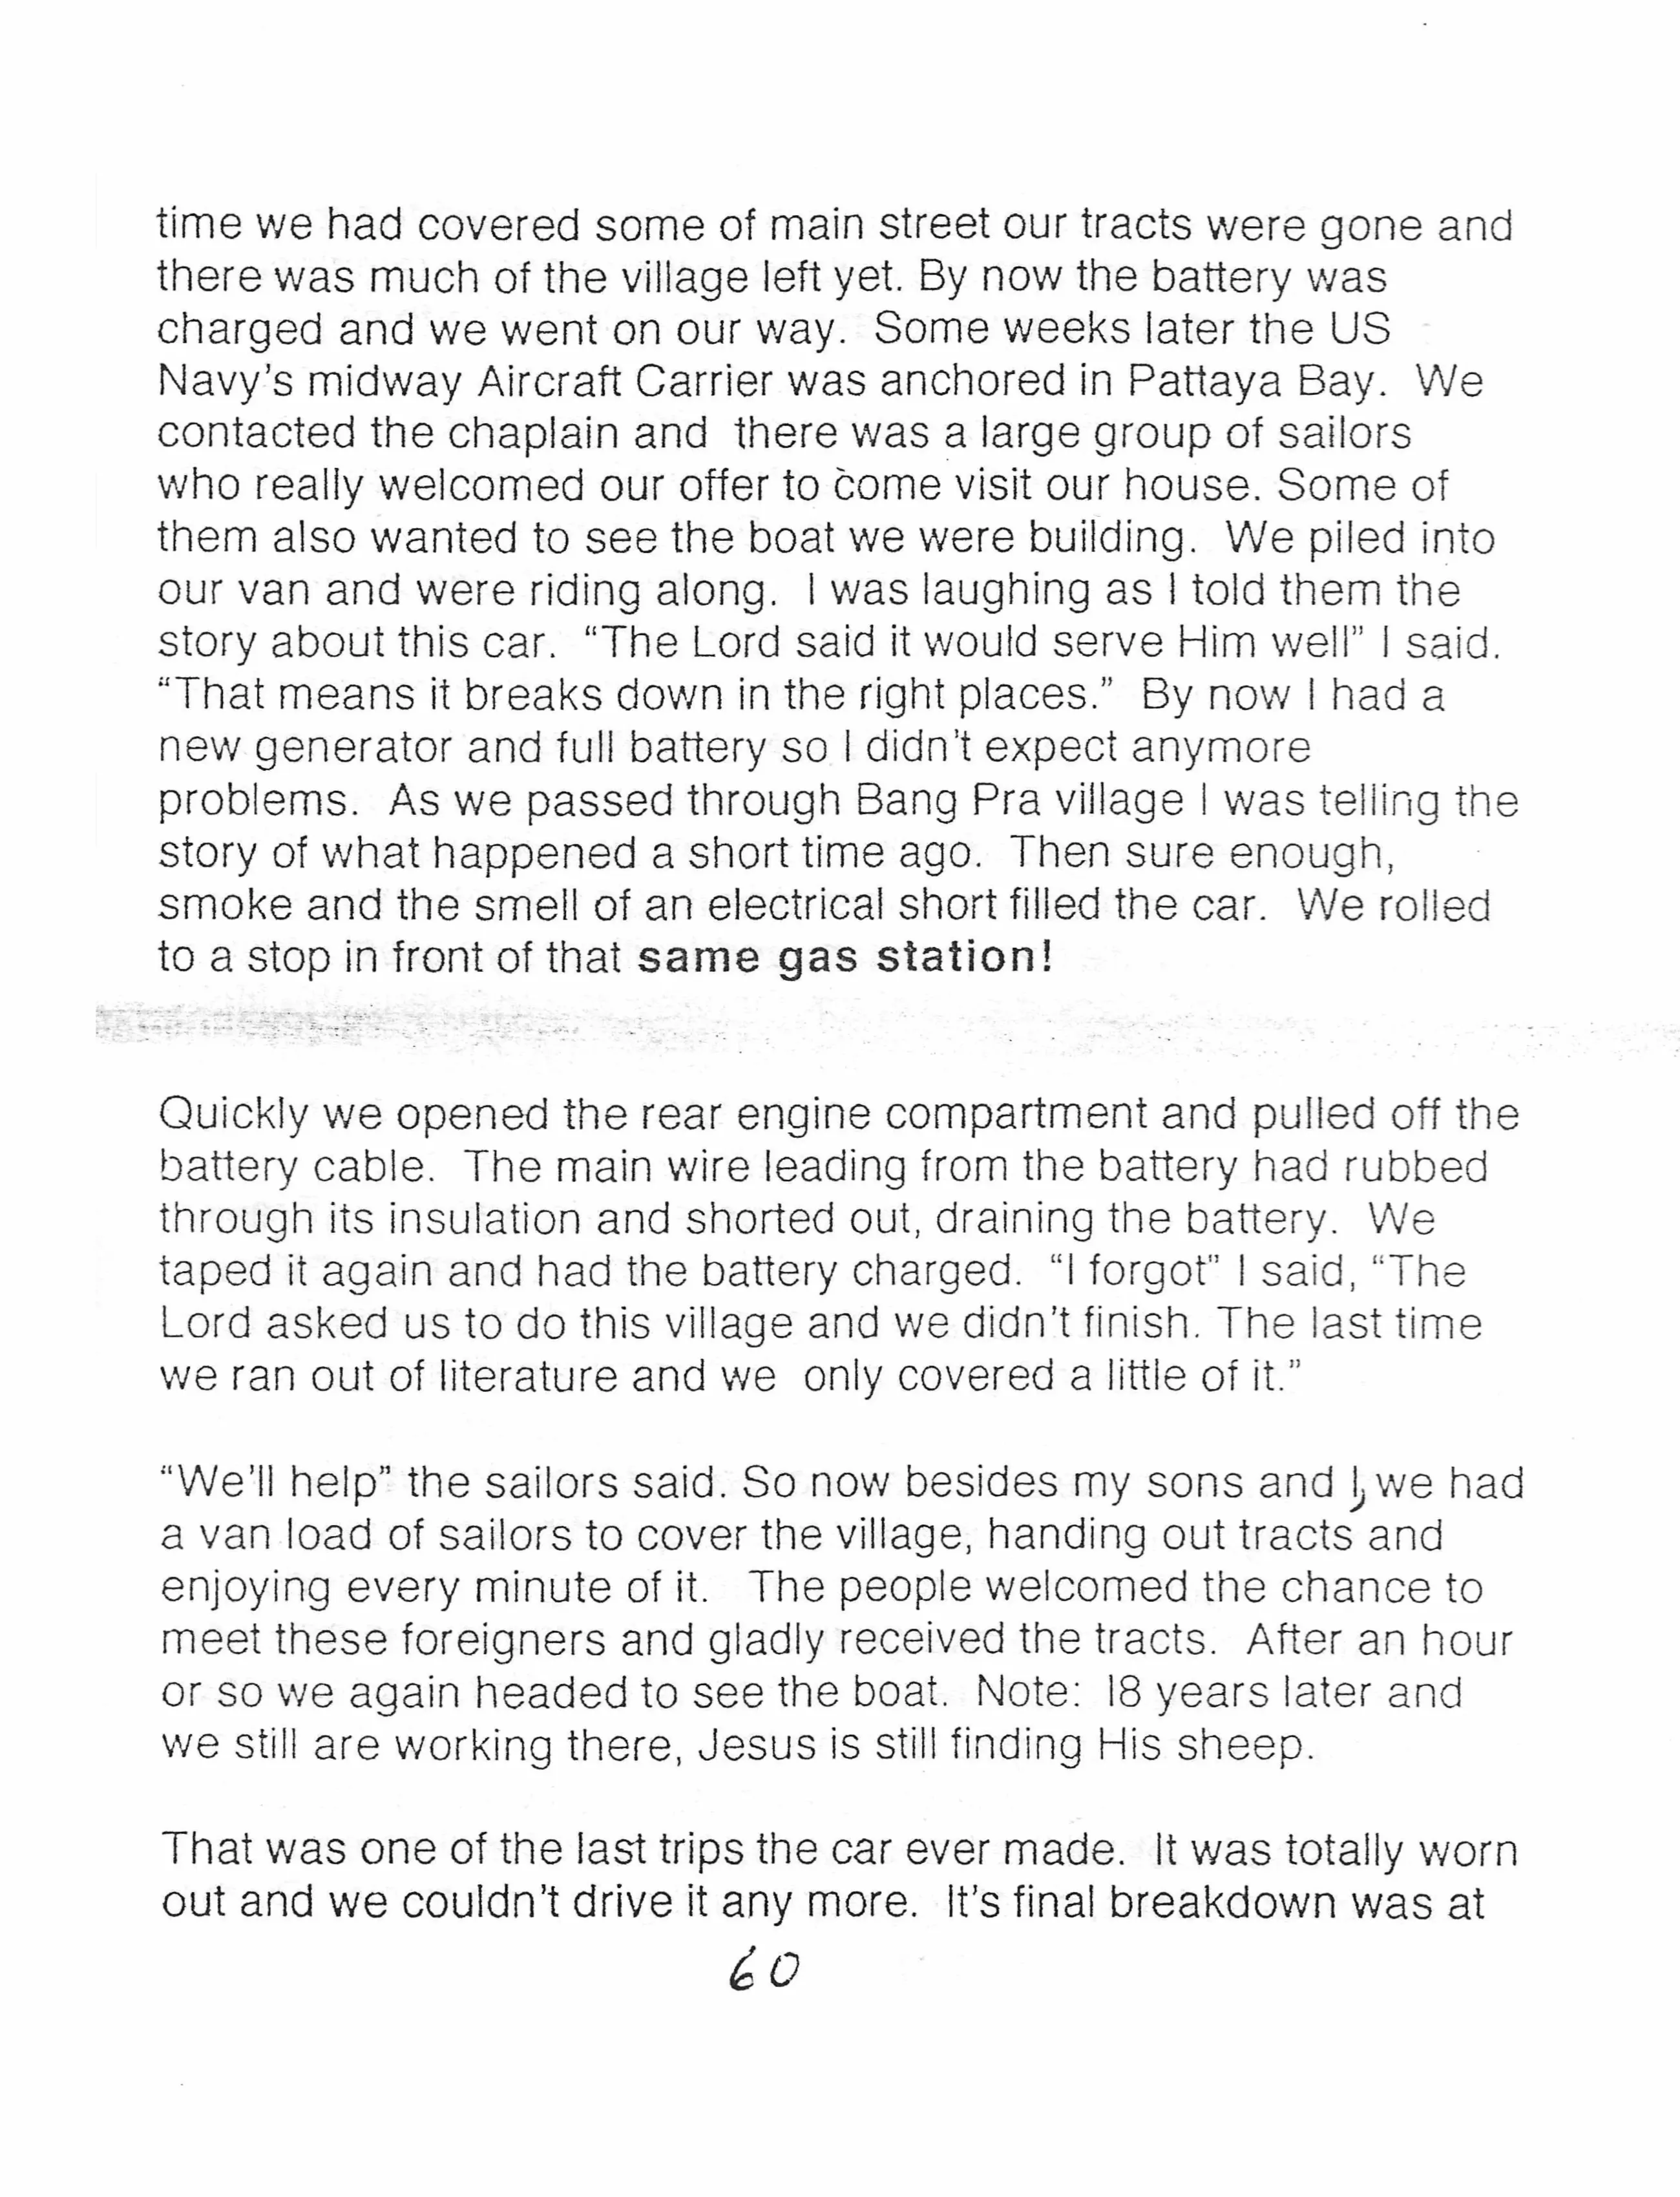 time we had covered some of main street our tracts were gone and
there was much of the village left yet. By now the battery was
charged and we went on our way.  Some weeks later the US
Navy's midway Aircraft Carrier was anchored in Pattaya Bay.  We
contacted the chaplain and  there was a large group of sailors
who really welcomed our offer to come visit our house. Some of
them also wanted to see the boat we were building.  We piled into
our van and were riding along.  I was laughing as I told them the
story about this car.  “The Lord said it would serve Him well” I said.
“That means it breaks down in the right places.”  By now I had a
new generator and full battery so I didn't expect anymore
problems.  As we passed through Bang Pra village I was telling the
story of what happened a short time ago.  Then sure enough,
smoke and the smell of an electrical short filled the car.  We rolled
to a stop in front of that same gas station!
Quickly we opened the rear engine compartment and pulled off the
battery cable.  The main wire leading from the battery had rubbed
through its insulation and shorted out, draining the battery.  We
taped it again and had the battery charged.  “I forgot” I said, “The
Lord asked us to do this village and we didn't finish. The last time
we ran out of literature and we  only covered a little of it.”
“We'll help” the sailors said. So now besides my sons and I, we had
a van load of sailors to cover the village, handing out tracts and
enjoying every minute of it.   The people welcomed the chance to
meet these foreigners and gladly received the tracts.  After an hour
or so we again headed to see the boat.  Note:  18 years later and
we still are working there, Jesus is still finding His sheep.
That was one of the last trips the car ever made.  It was totally worn
out and we couldn't drive it any more.  It's final breakdown was at
60